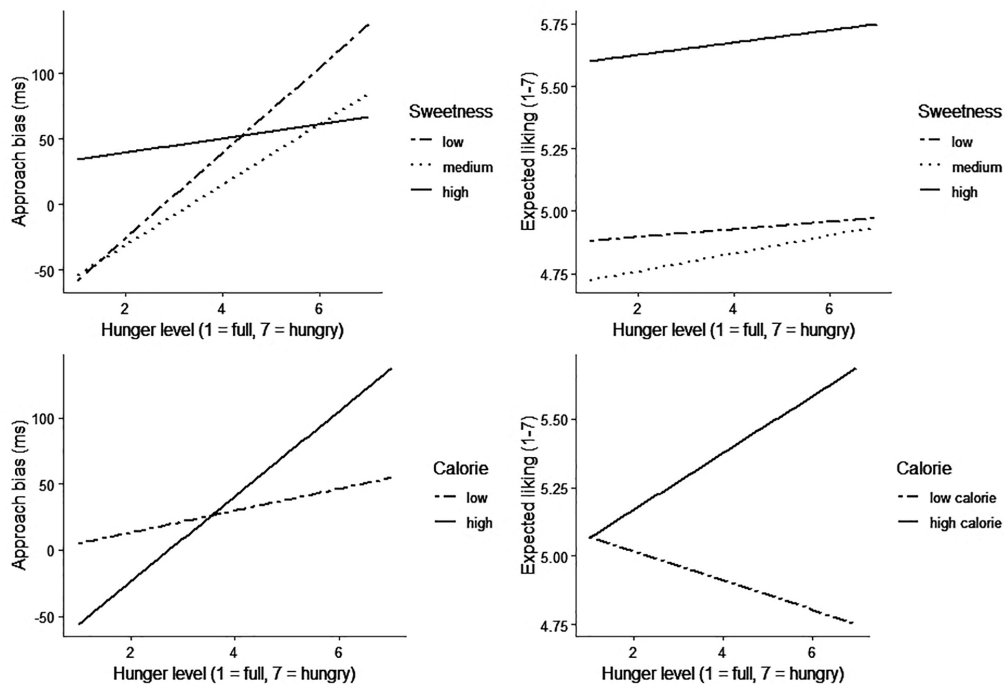 Approach bias (ms)
100
50
0
-50
2
4
6
Hunger level (1 = full, 7 = hungry)
Sweetness
low
medium
high
Expected liking (1-7)
5.75
5.50
5.25
5.00
4.75
2
4
6
Hunger level (1 = full, 7 = hungry)
Sweetness
low
medium
high
Approach bias (ms)
100
50
0
-50
2
4
6
Hunger level (1 = full, 7 = hungry)
Calorie
low
high
Expected liking (1-7)
5.50
5.25
5.00
4.75
2
4
6
Hunger level (1 = full, 7 = hungry)
Calorie
low calorie
high calorie